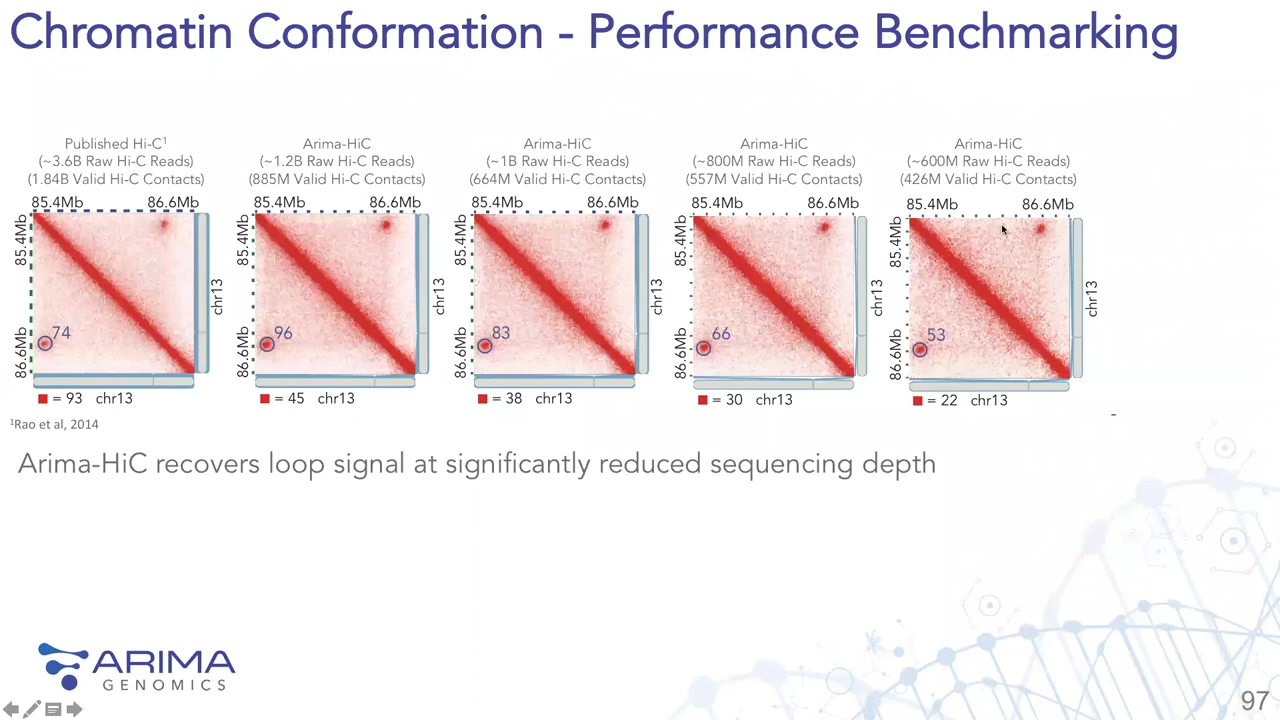 Chromatin Conformation - Performance Benchmarking
Published Hi-C¹
(~3.6B Raw Hi-C Reads)
(1.84B Valid Hi-C Contacts)
85.4Mb 86.6Mb
85.4Mb
86.6Mb
74
chr13
= 93 chr13
Arima-HiC
(~1.2B Raw Hi-C Reads)
(885M Valid Hi-C Contacts)
85.4Mb 86.6Mb
85.4Mb
86.6Mb
96
chr13
= 45 chr13
Arima-HiC
(~1B Raw Hi-C Reads)
(664M Valid Hi-C Contacts)
85.4Mb 86.6Mb
85.4Mb
86.6Mb
83
chr13
= 38 chr13
Arima-HiC
(~800M Raw Hi-C Reads)
(557M Valid Hi-C Contacts)
85.4Mb 86.6Mb
85.4Mb
86.6Mb
66
chr13
= 30 chr13
Arima-HiC
(~600M Raw Hi-C Reads)
(426M Valid Hi-C Contacts)
85.4Mb 86.6Mb
85.4Mb
86.6Mb
53
chr13
= 22 chr13
¹Rao et al, 2014
Arima-HiC recovers loop signal at significantly reduced sequencing depth
ARIMA
GENOMICS
97